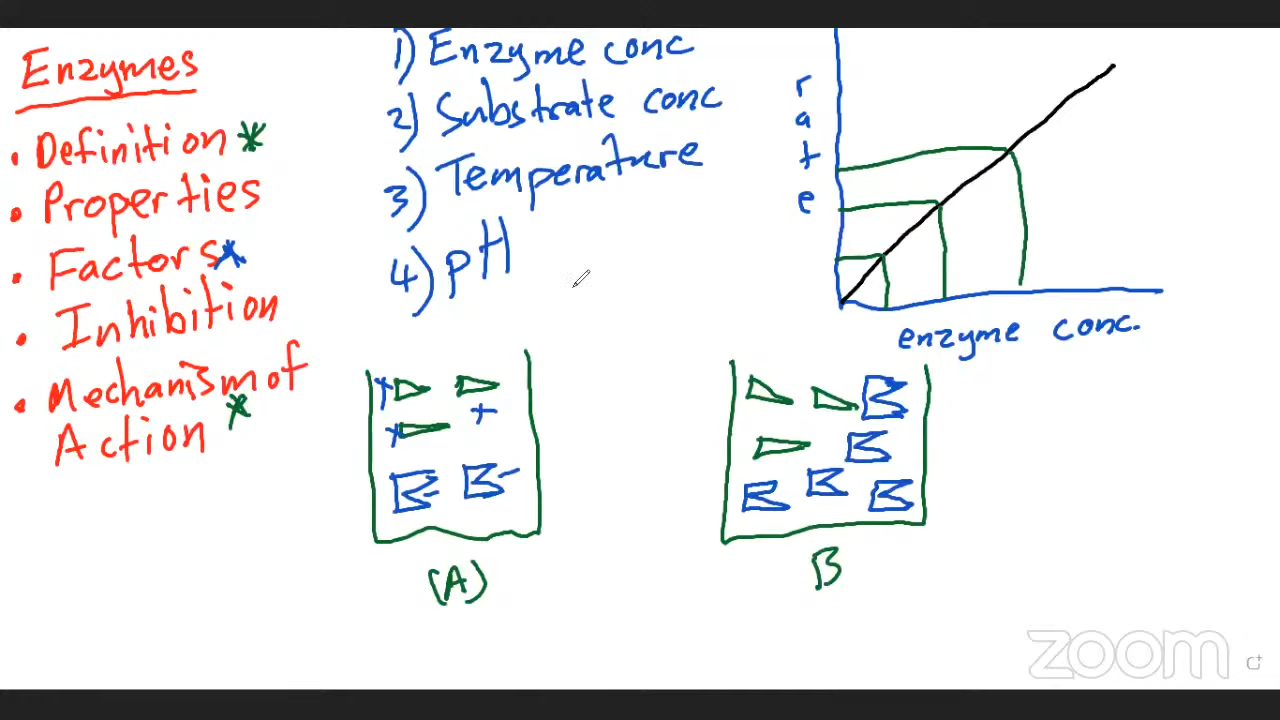 Enzymes
• Definition *
• Properties
• Factors *
• Inhibition
• Mechanism of
Action *
1) Enzyme conc
2) Substrate conc
3) Temperature
4) pH
rate
enzyme conc.
(A)
B
zoom